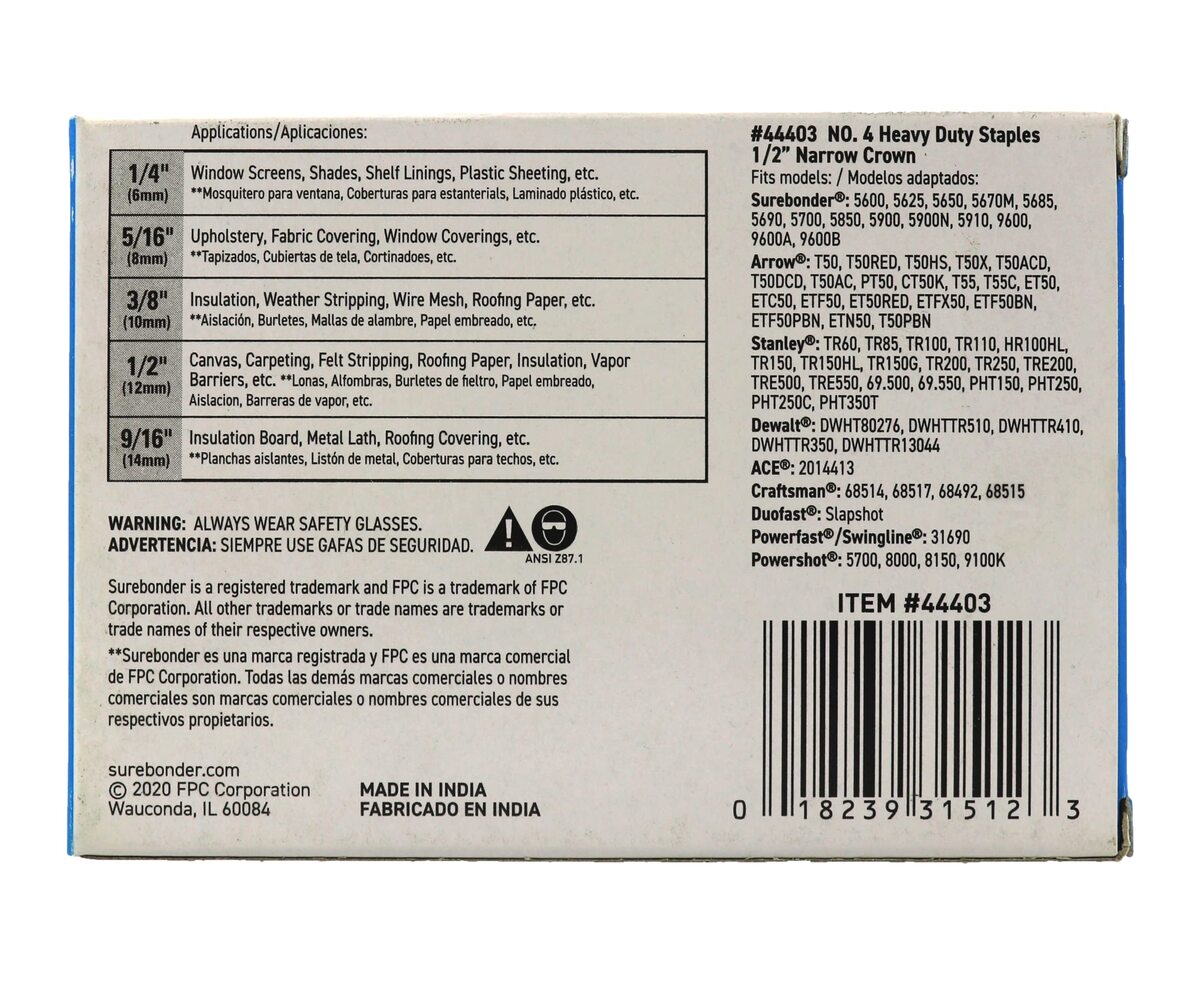 Applications/Aplicaciones:
1/4"
(6mm)
Window Screens, Shades, Shelf Linings, Plastic Sheeting, etc.
**Mosquitero para ventana, Coberturas para estanterials, Laminado plástico, etc.
5/16"
(8mm)
Upholstery, Fabric Covering, Window Coverings, etc.
**Tapizados, Cubiertas de tela, Cortinadoes, etc.
3/8"
(10mm)
Insulation, Weather Stripping, Wire Mesh, Roofing Paper, etc.
**Aislación, Burletes, Mallas de alambre, Papel embreado, etc.
1/2"
(12mm)
Canvas, Carpeting, Felt Stripping, Roofing Paper, Insulation, Vapor
Barriers, etc. **Lonas, Alfombras, Burletes de fieltro, Papel embreado,
Aislacion, Barreras de vapor, etc.
9/16"
(14mm)
Insulation Board, Metal Lath, Roofing Covering, etc.
**Planchas aislantes, Listón de metal, Coberturas para techos, etc.
WARNING: ALWAYS WEAR SAFETY GLASSES.
ADVERTENCIA: SIEMPRE USE GAFAS DE SEGURIDAD.
ANSI Z87.1
Surebonder is a registered trademark and FPC is a trademark of FPC
Corporation. All other trademarks or trade names are trademarks or
trade names of their respective owners.
**Surebonder es una marca registrada y FPC es una marca comercial
de FPC Corporation. Todas las demás marcas comerciales o nombres
comerciales son marcas comerciales o nombres comerciales de sus
respectivos propietarios.
surebonder.com
© 2020 FPC Corporation
Wauconda, IL 60084
MADE IN INDIA
FABRICADO EN INDIA
#44403 NO. 4 Heavy Duty Staples
1/2" Narrow Crown
Fits models: / Modelos adaptados:
Surebonder®: 5600, 5625, 5650, 5670M, 5685,
5690, 5700, 5850, 5900, 5900N, 5910, 9600,
9600A, 9600B
Arrow®: T50, T50RED, T50HS, T50X, T50ACD,
T50DCD, T50AC, PT50, CT50K, T55, T55C, ET50,
ETC50, ETF50, ET50RED, ETFX50, ETF50BN,
ETF50PBN, ETN50, T50PBN
Stanley®: TR60, TR85, TR100, TR110, HR100HL,
TR150, TR150HL, TR150G, TR200, TR250, TRE200,
TRE500, TRE550, 69.500, 69.550, PHT150, PHT250,
PHT250C, PHT350T
Dewalt®: DWHT80276, DWHTTR510, DWHTTR410,
DWHTTR350, DWHTTR13044
ACE®: 2014413
Craftsman®: 68514, 68517, 68492, 68515
Duofast®: Slapshot
Powerfast®/Swingline®: 31690
Powershot®: 5700, 8000, 8150, 9100K
ITEM #44403
0 18239 31512 3